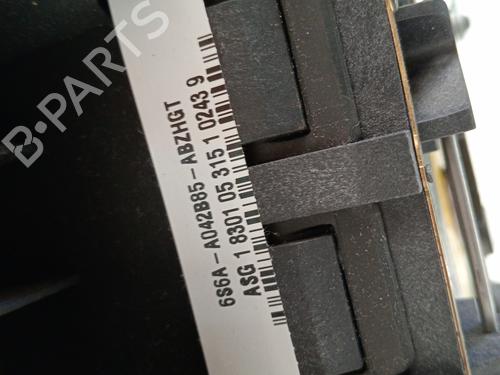 6S6A-A042B85-ABZHGT
ASG 1 8301 05 315 1 0243 9
B-PARTS